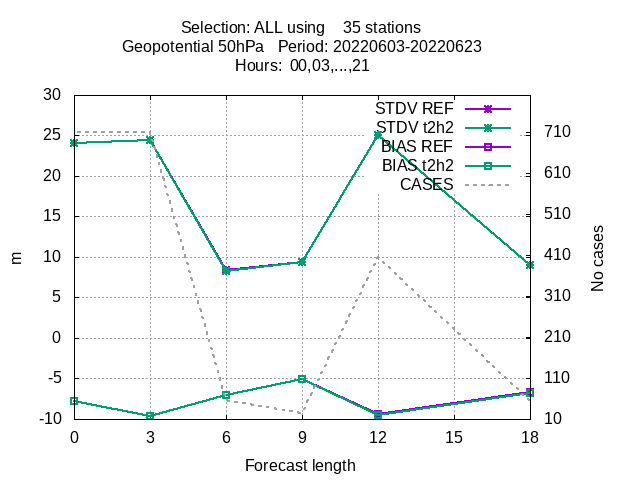 Selection: ALL using    35 stations
Geopotential 50hPa   Period: 20220603-20220623
Hours:  00,03,...,21
STDV REF
STDV t2h2
BIAS REF
BIAS t2h2
CASES
30
25
20
15
10
5
0
-5
-10
m
710
610
510
410
310
210
110
10
No cases
0 3 6 9 12 15 18
Forecast length